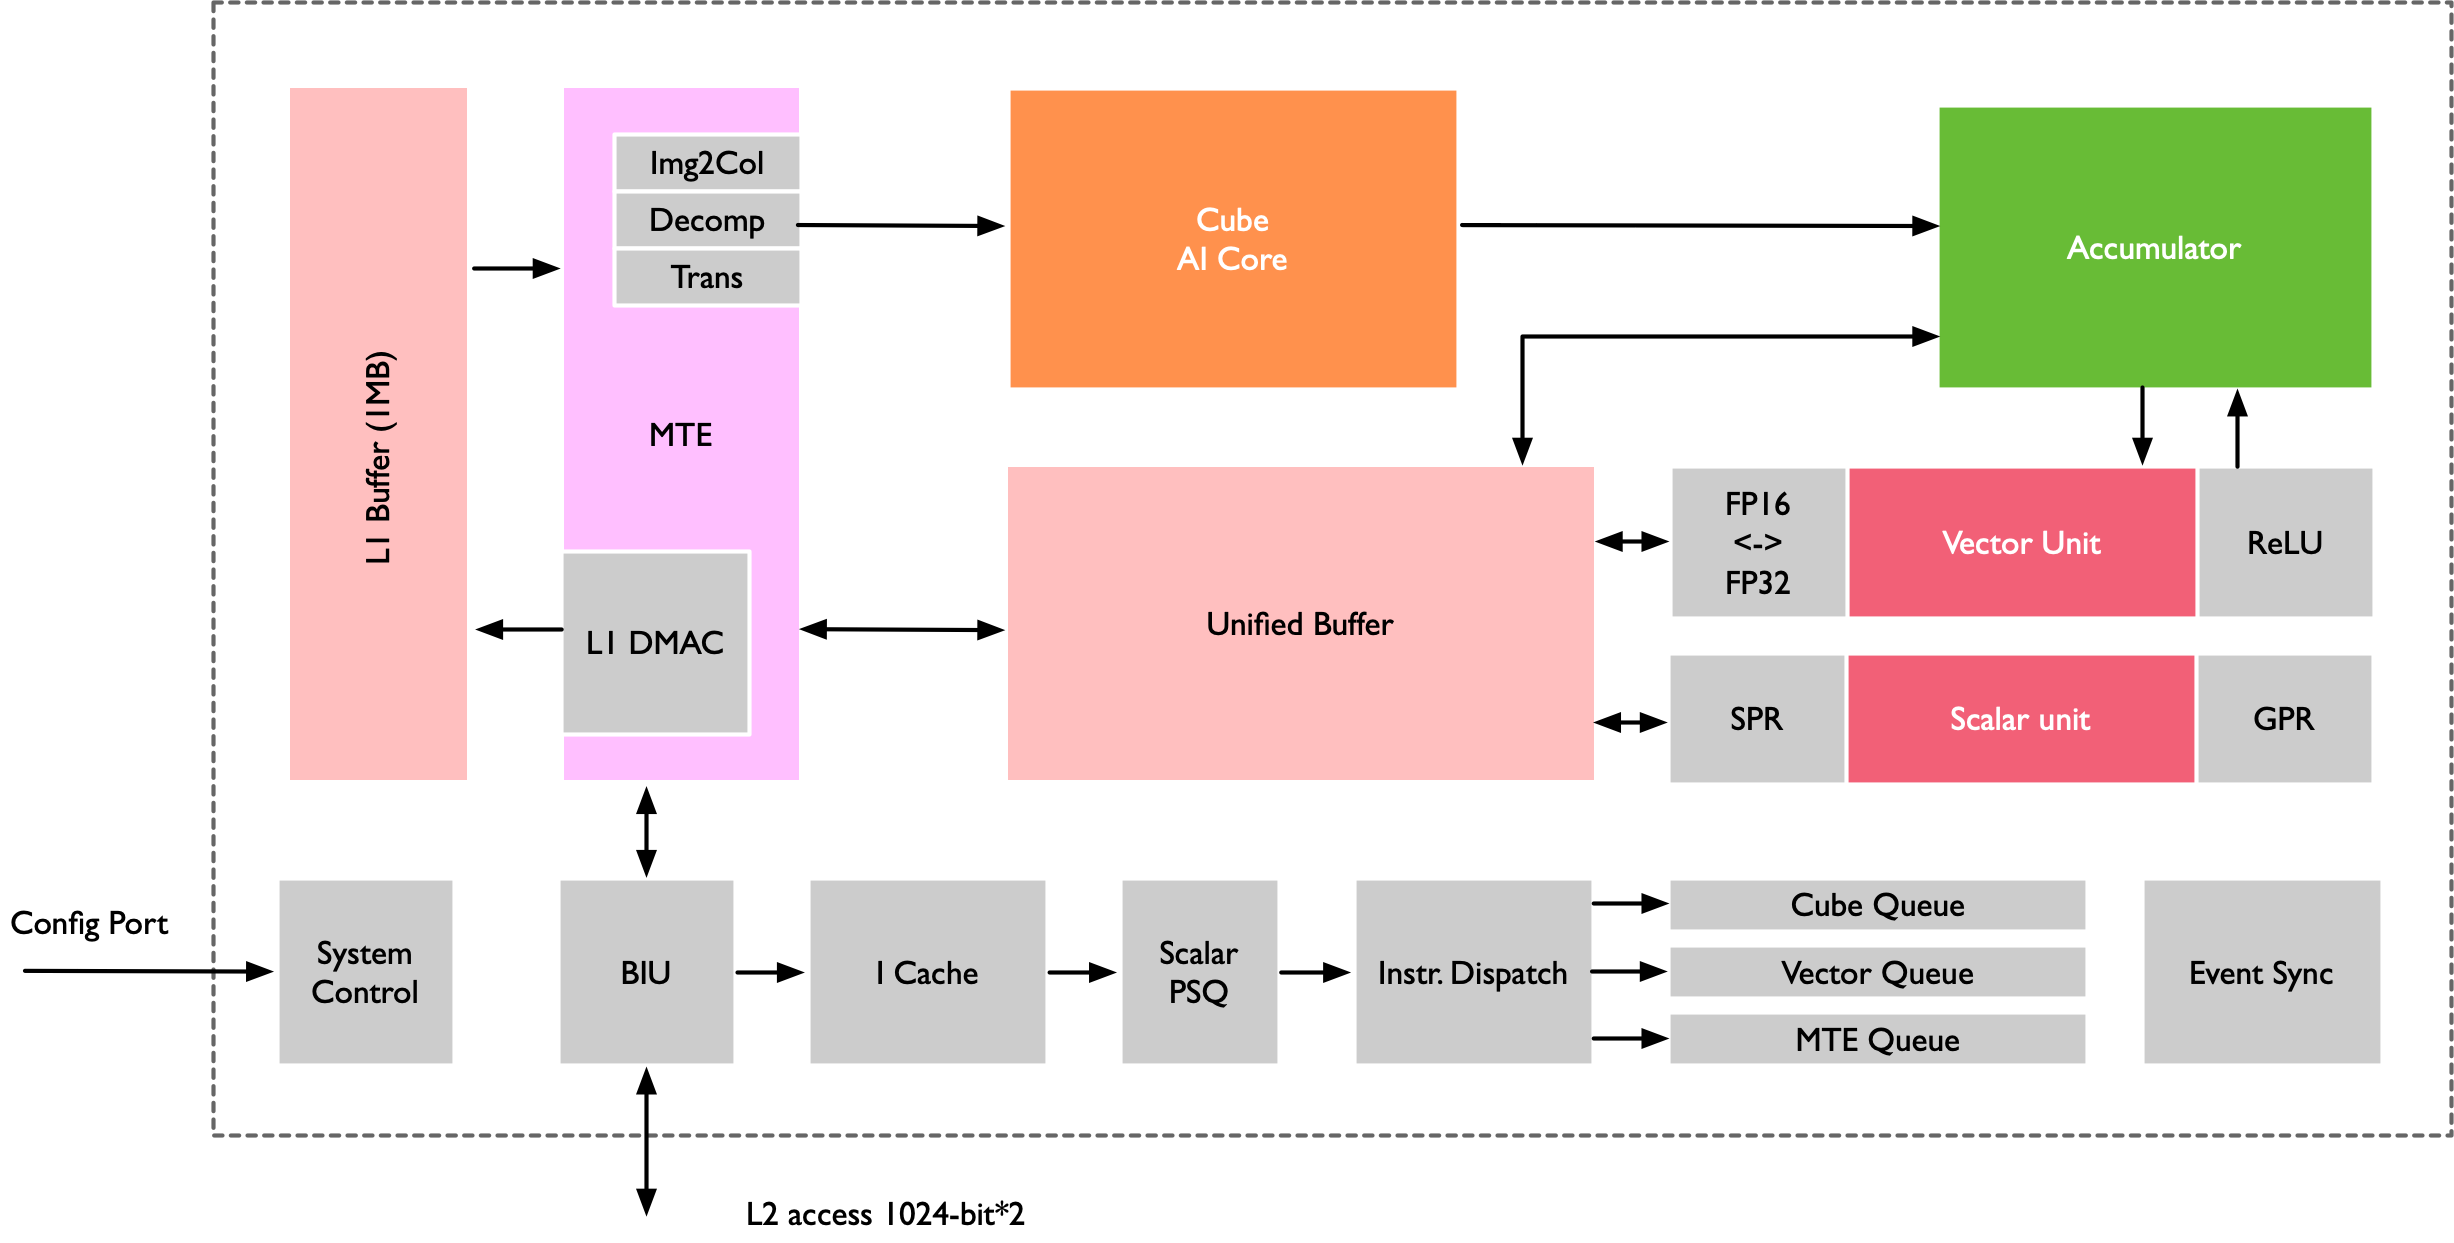 Img2Col
Decomp
Trans
MTE
L1 DMAC
L1 Buffer (1MB)
Cube
AI Core
Accumulator
Unified Buffer
FP16
<->
FP32
Vector Unit
ReLU
SPR
Scalar unit
GPR
Config Port
System
Control
BIU
I Cache
Scalar
PSQ
Instr. Dispatch
Cube Queue
Vector Queue
MTE Queue
Event Sync
L2 access 1024-bit*2